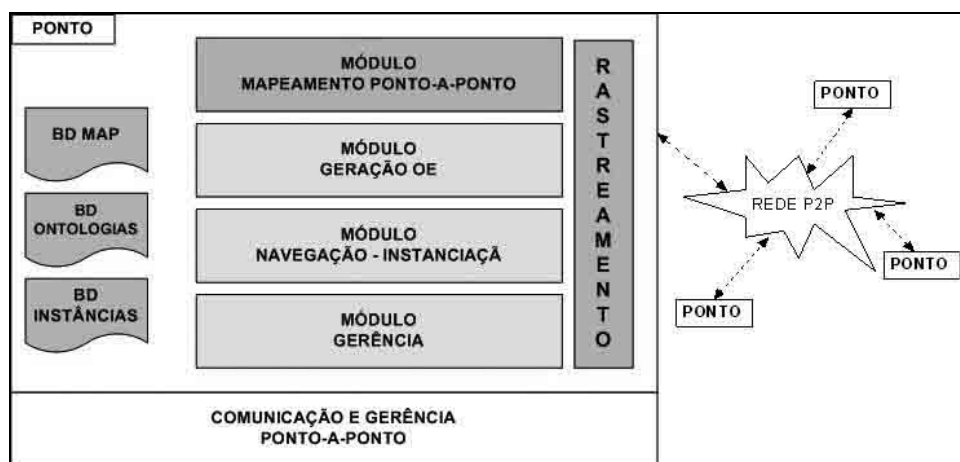 PONTO
MÓDULO
MAPEAMENTO PONTO-A-PONTO
BD MAP
MÓDULO
GERAÇÃO OE
BD
ONTOLOGIAS
MÓDULO
NAVEGAÇÃO - INSTANCIAÇÃ
BD
INSTÂNCIAS
MÓDULO
GERÊNCIA
RASTREAMENTO
COMUNICAÇÃO E GERÊNCIA
PONTO-A-PONTO
PONTO
REDE P2P
PONTO
PONTO